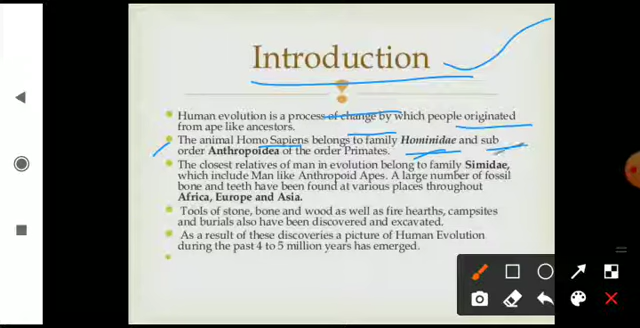 Introduction
Human evolution is a process of change by which people originated
from ape like ancestors.
The animal Homo Sapiens belongs to family Hominidae and sub
order Anthropoidea of the order Primates.
The closest relatives of man in evolution belong to family Simidae,
which include Man like Anthropoid Apes. A large number of fossil
bone and teeth have been found at various places throughout
Africa, Europe and Asia.
Tools of stone, bone and wood as well as fire hearths, campsites
and burials also have been discovered and excavated.
As a result of these discoveries a picture of Human Evolution
during the past 4 to 5 million years has emerged.